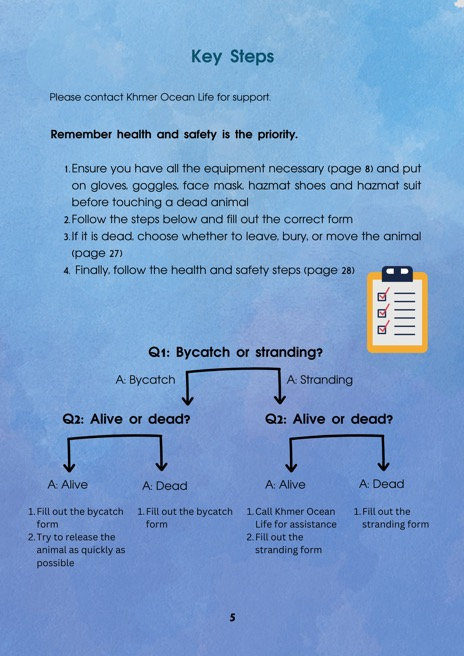 Key Steps
Please contact Khmer Ocean Life for support.
Remember health and safety is the priority.
1. Ensure you have all the equipment necessary (page 8) and put
on gloves, goggles, face mask, hazmat shoes and hazmat suit
before touching a dead animal
2. Follow the steps below and fill out the correct form
3. If it is dead, choose whether to leave, bury, or move the animal
(page 27)
4. Finally, follow the health and safety steps (page 28)
Q1: Bycatch or stranding?
A: Bycatch
A: Stranding
Q2: Alive or dead?
Q2: Alive or dead?
A: Alive
A: Dead
A: Alive
A: Dead
1. Fill out the bycatch
form
2. Try to release the
animal as quickly as
possible
1. Fill out the bycatch
form
1. Call Khmer Ocean
Life for assistance
2. Fill out the
stranding form
1. Fill out the
stranding form
5